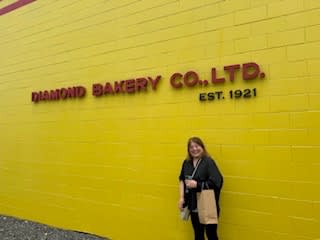 DIAMOND BAKERY CO., LTD.
EST. 1921